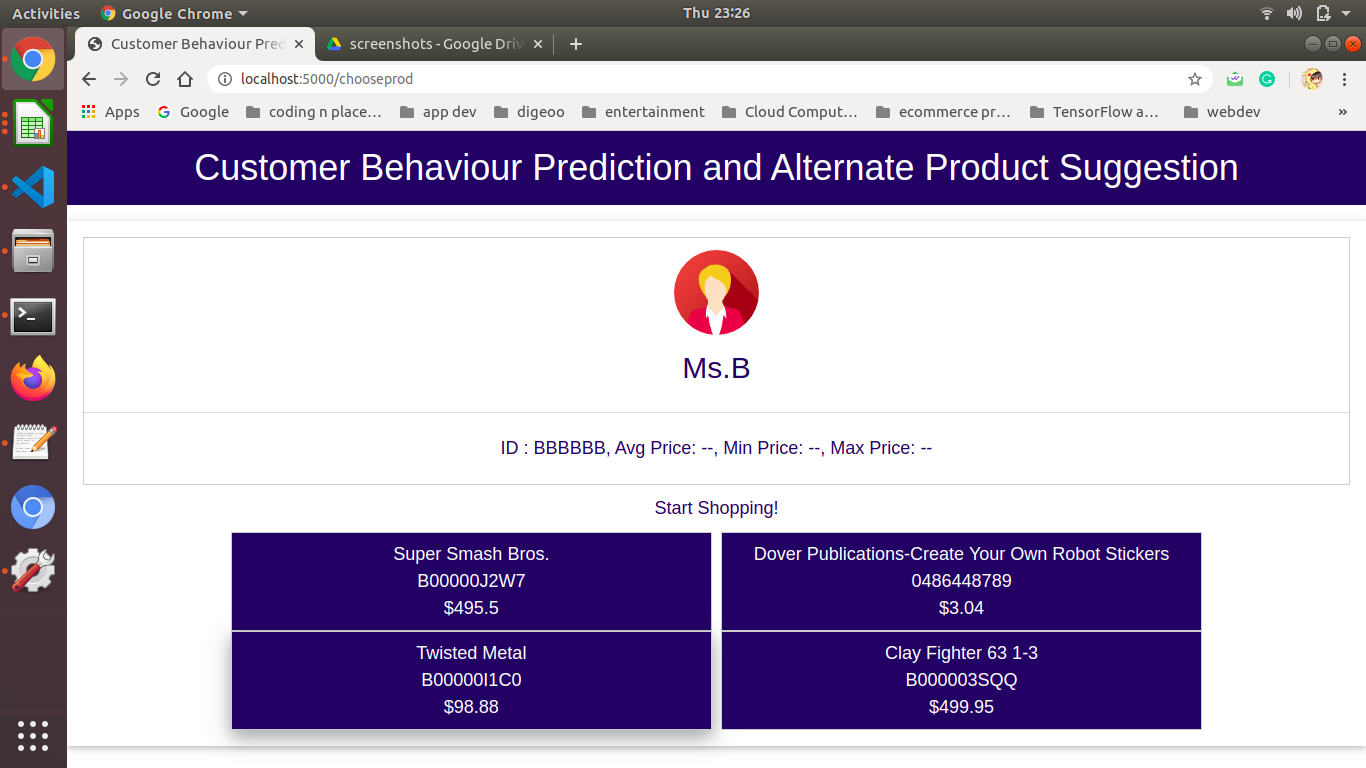 Activities Google Chrome Thu 23:26
Customer Behaviour Pred screenshots - Google Drive
localhost:5000/chooseprod
Apps Google coding n place... app dev digeoo entertainment Cloud Comput... ecommerce pr... TensorFlow a... webdev »
Customer Behaviour Prediction and Alternate Product Suggestion
Ms.B
ID : BBBBBB, Avg Price: --, Min Price: --, Max Price: --
Start Shopping!
Super Smash Bros.
B00000J2W7
$495.5
Dover Publications-Create Your Own Robot Stickers
0486448789
$3.04
Twisted Metal
B00000I1C0
$98.88
Clay Fighter 63 1-3
B000003SQQ
$499.95